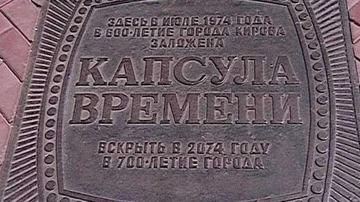 ЗДЕСЬ В ИЮЛЕ 1974 ГОДА
В 600-ЛЕТИЕ ГОРОДА КИРОВА
ЗАЛОЖЕНА
КАПСУЛА
ВРЕМЕНИ
ВСКРЫТЬ В 2074 ГОДУ
В 700-ЛЕТИЕ ГОРОДА